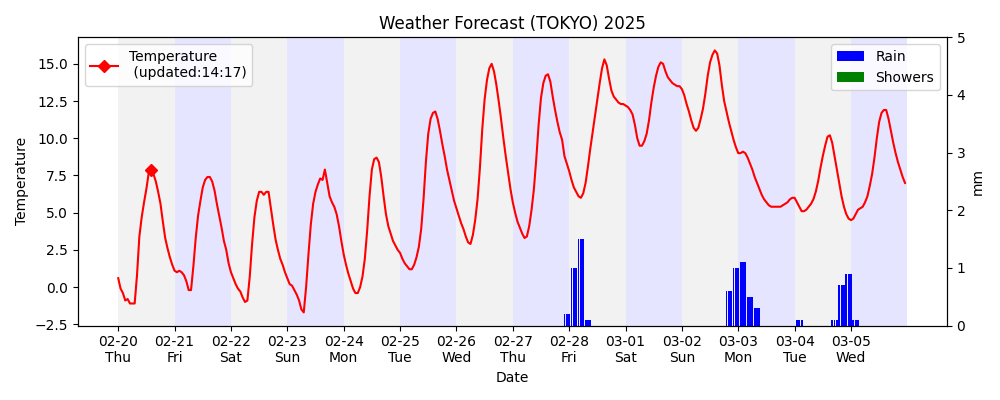 Weather Forecast (TOKYO) 2025
Temperature
(updated:14:17)
Rain
Showers
Temperature
15.0
12.5
10.0
7.5
5.0
2.5
0.0
−2.5
5
4
3
2
1
0
mm
02-20 02-21 02-22 02-23 02-24 02-25 02-26 02-27 02-28 03-01 03-02 03-03 03-04 03-05
Thu Fri Sat Sun Mon Tue Wed Thu Fri Sat Sun Mon Tue Wed
Date